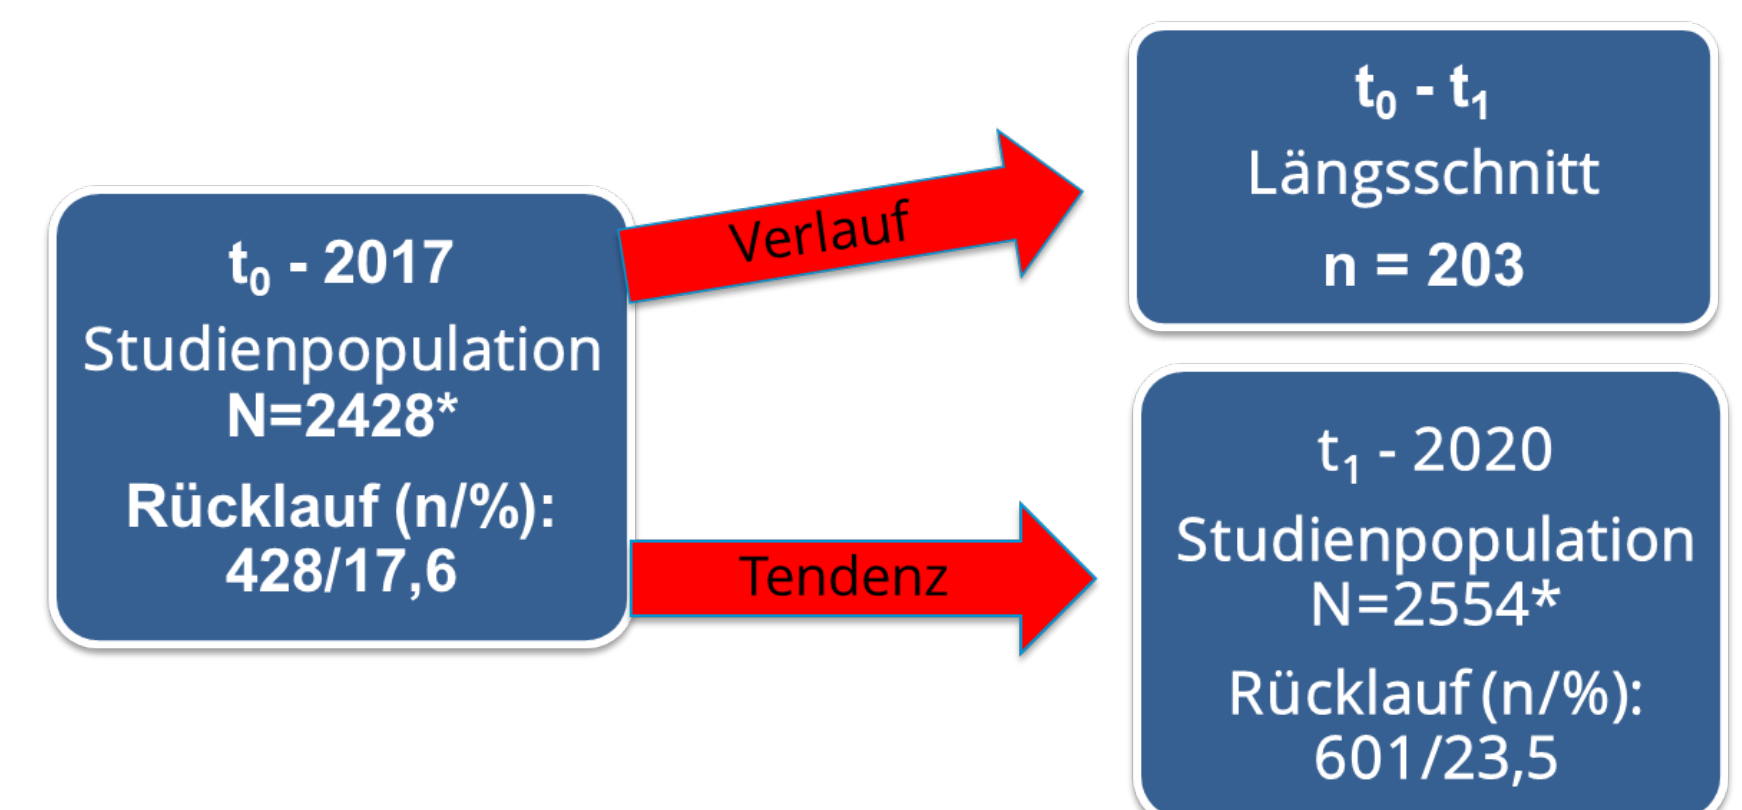 t₀ - 2017
Studienpopulation
N=2428*
Rücklauf (n/%):
428/17,6
Verlauf
Tendenz
t₀ - t₁
Längsschnitt
n = 203
t₁ - 2020
Studienpopulation
N=2554*
Rücklauf (n/%):
601/23,5